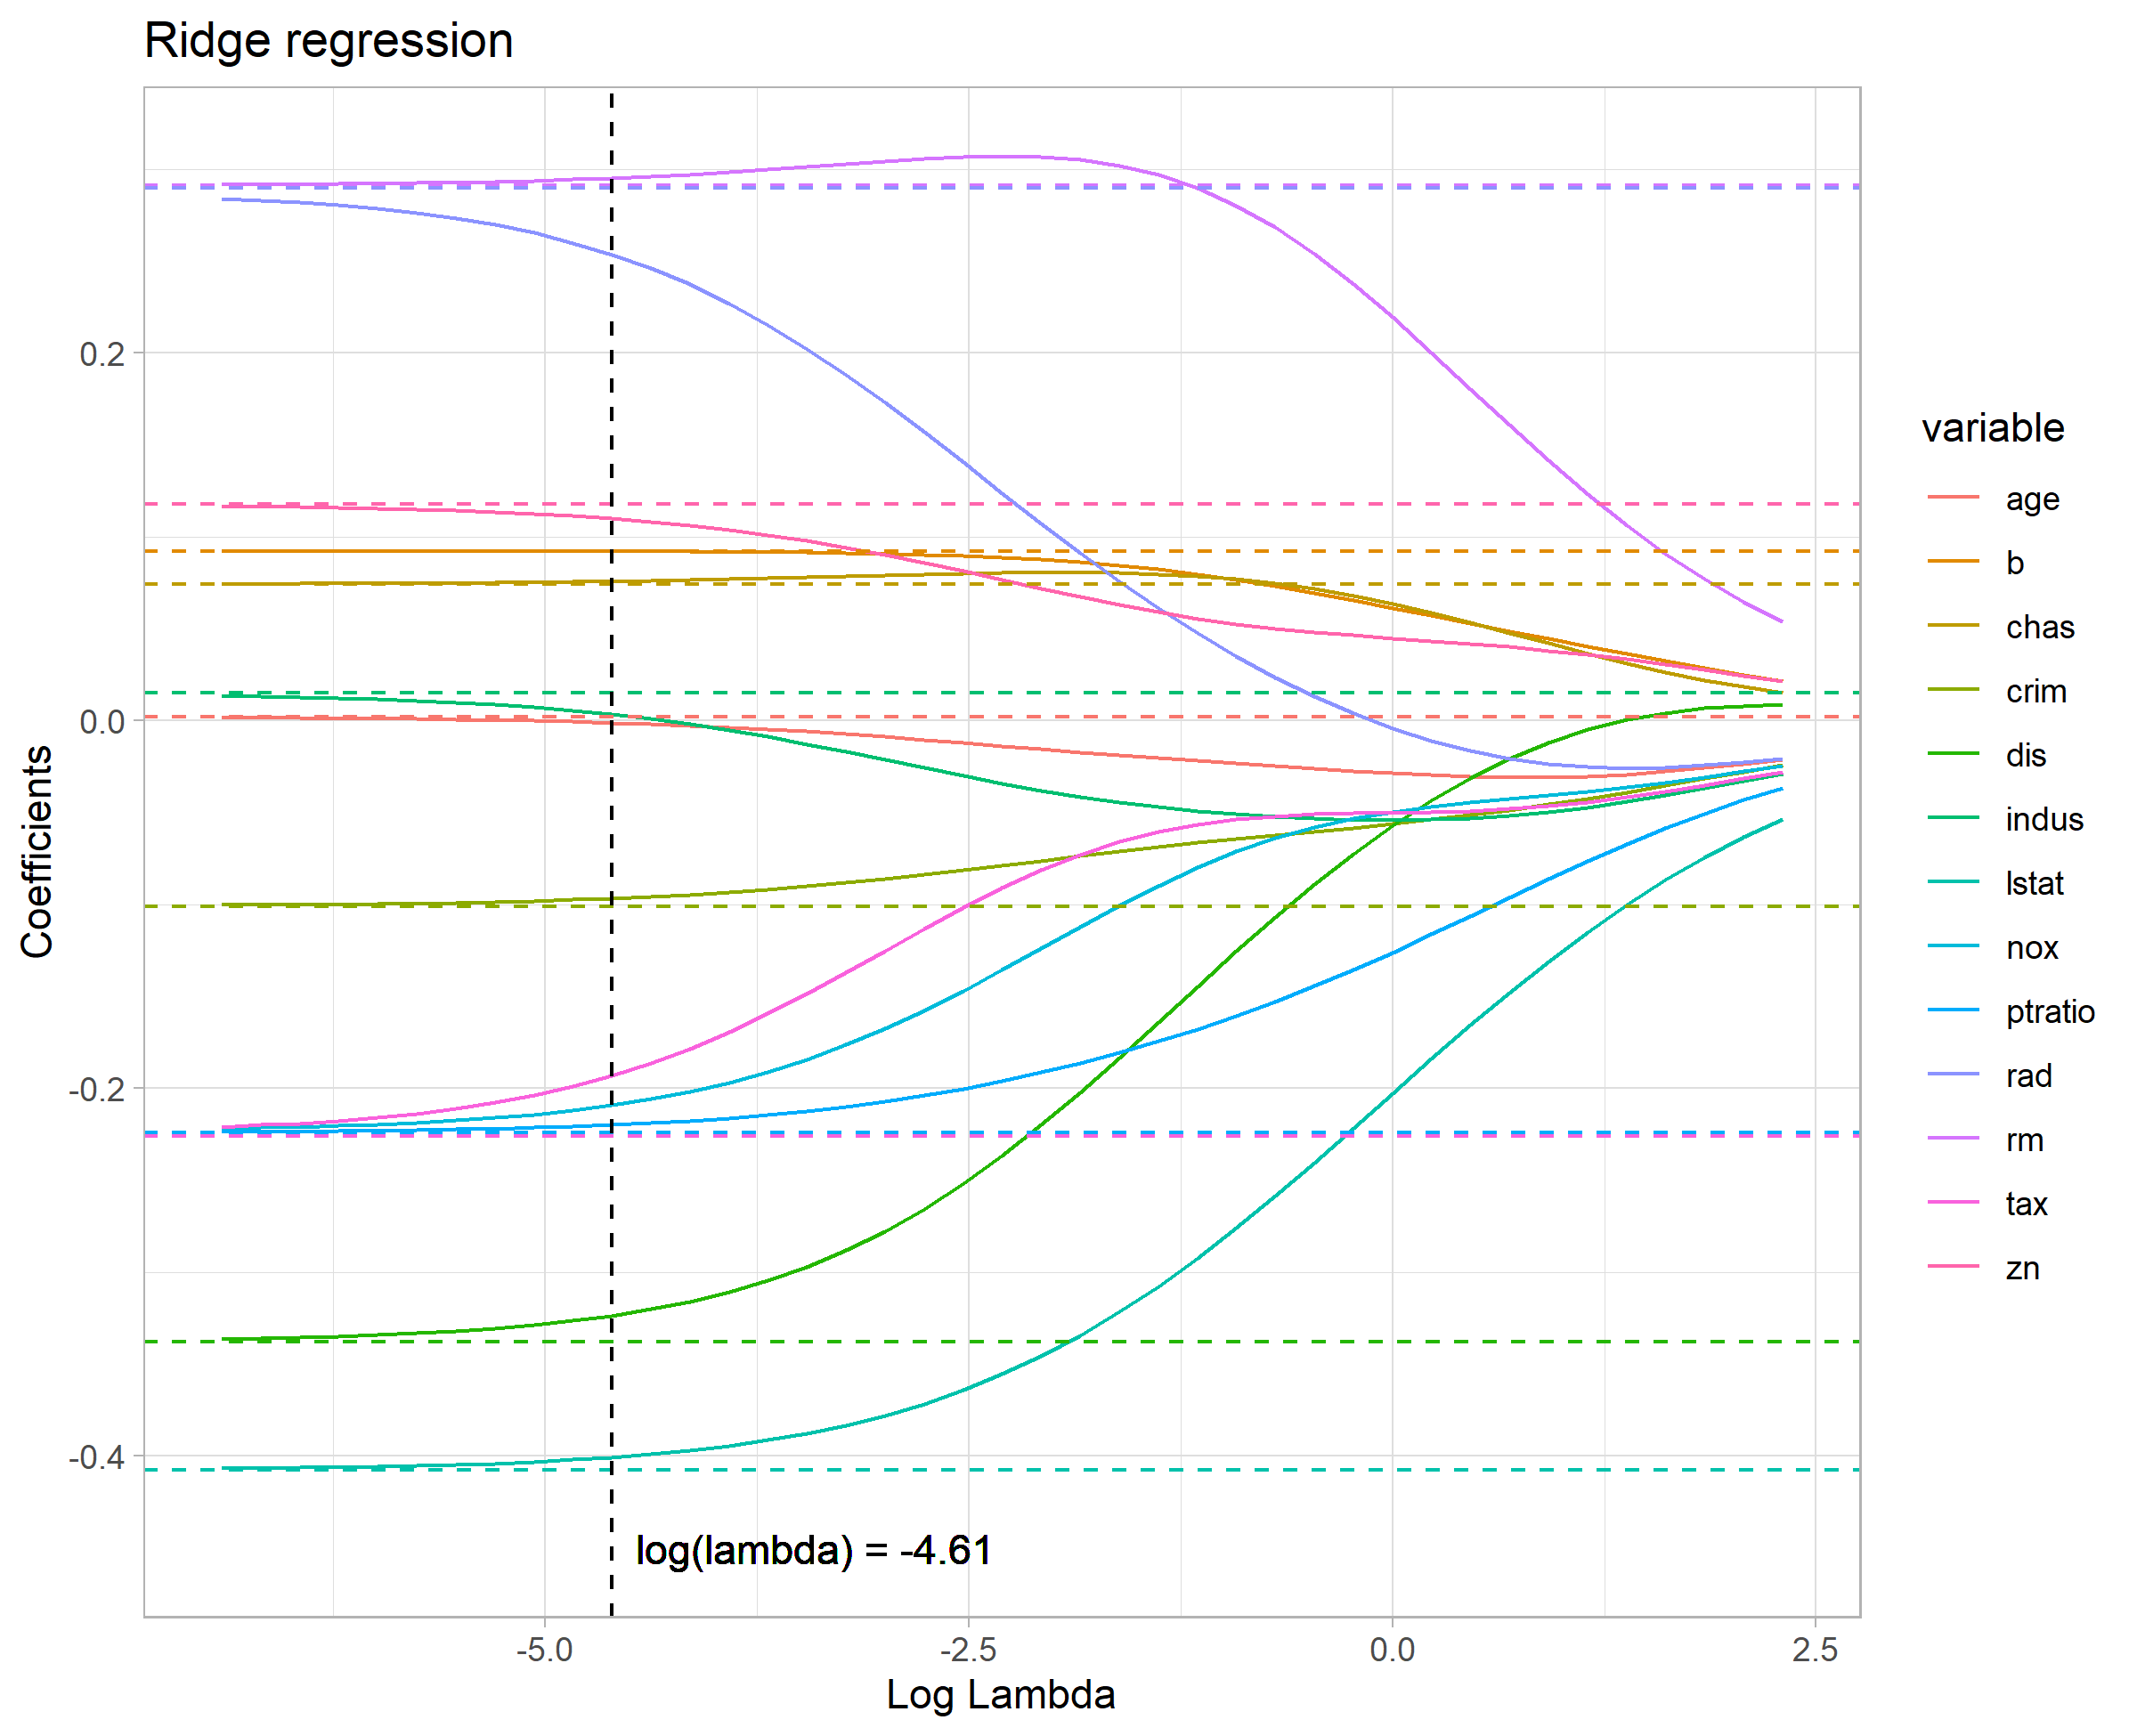 Ridge regression
Coefficients
0.2
0.0
-0.2
-0.4
log(lambda) = -4.61
-5.0
-2.5
0.0
2.5
Log Lambda
variable
age
b
chas
crim
dis
indus
lstat
nox
ptratio
rad
rm
tax
zn